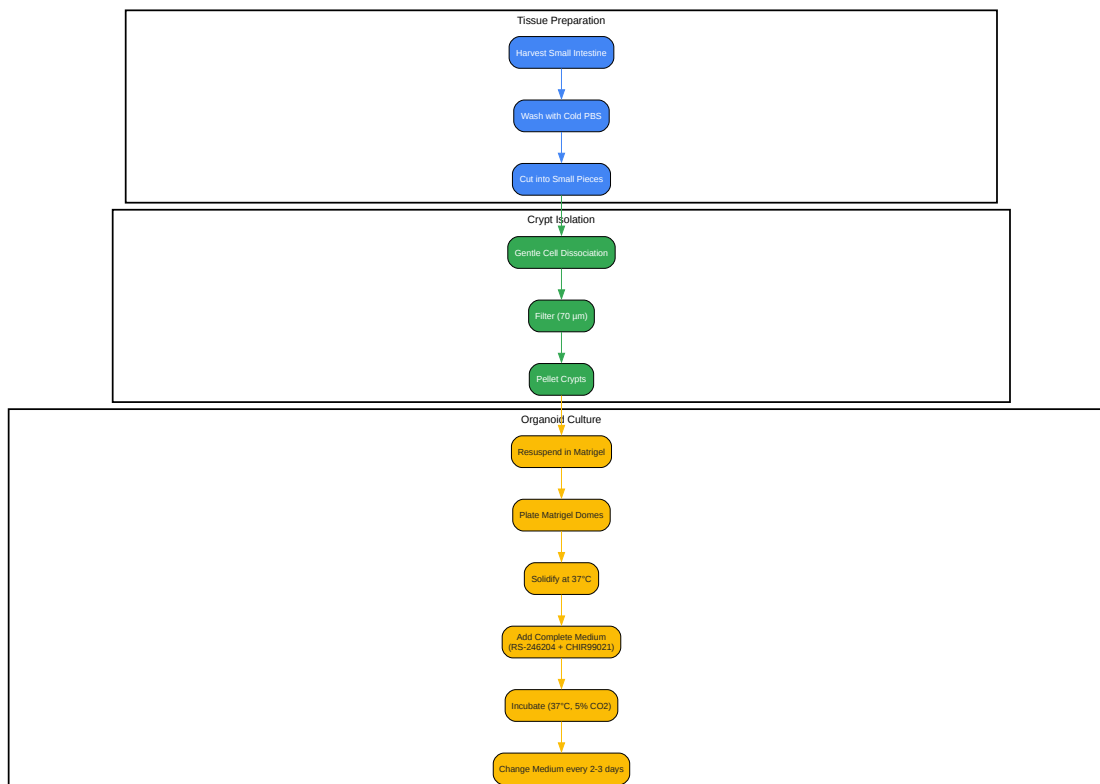 Tissue Preparation
Harvest Small Intestine
Wash with Cold PBS
Cut into Small Pieces
Crypt Isolation
Gentle Cell Dissociation
Filter (70 µm)
Pellet Crypts
Organoid Culture
Resuspend in Matrigel
Plate Matrigel Domes
Solidify at 37°C
Add Complete Medium
(RS-246204 + CHIR99021)
Incubate (37°C, 5% CO2)
Change Medium every 2-3 days